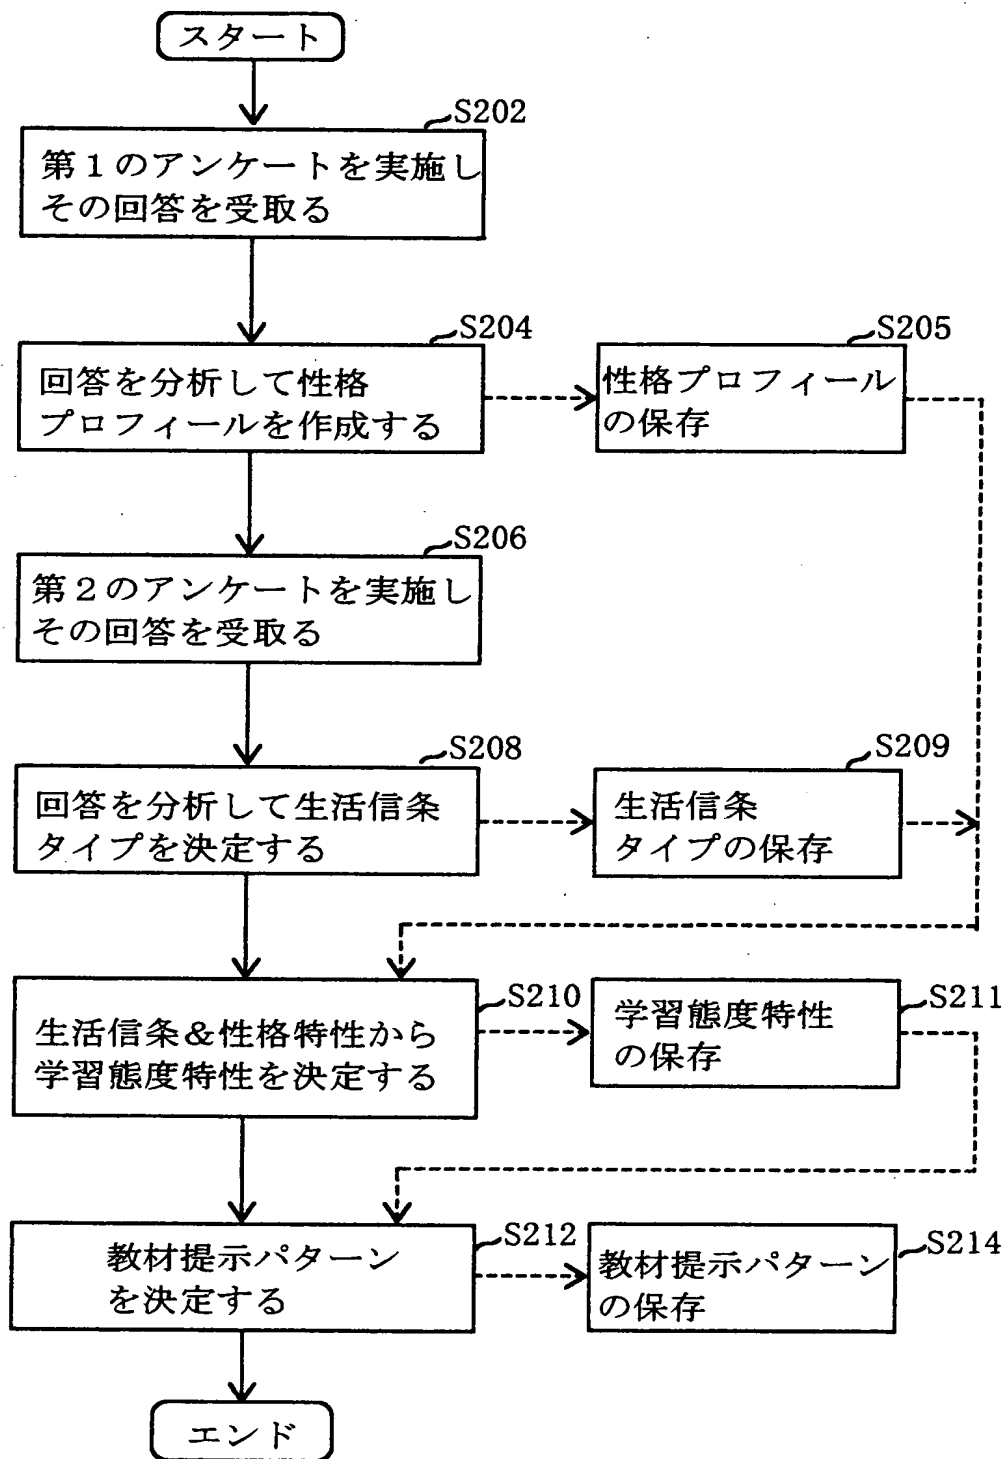 スタート
S202
第１のアンケートを実施し
その回答を受取る
S204
回答を分析して性格
プロフィールを作成する
S205
性格プロフィール
の保存
S206
第２のアンケートを実施し
その回答を受取る
S208
回答を分析して生活信条
タイプを決定する
S209
生活信条
タイプの保存
S210
生活信条＆性格特性から
学習態度特性を決定する
S211
学習態度特性
の保存
S212
教材提示パターン
を決定する
S214
教材提示パターン
の保存
エンド